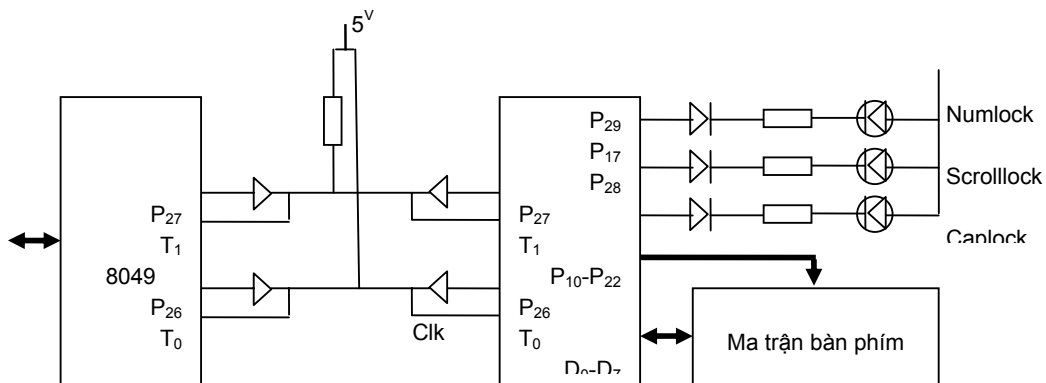 5V
P29
Numlock
P17
P28
Scrolllock
P27
T1
P27
T1
Caplock
8049
P10-P22
P26
T0
Clk
P26
T0
Ma trận bàn phím
D0-D7